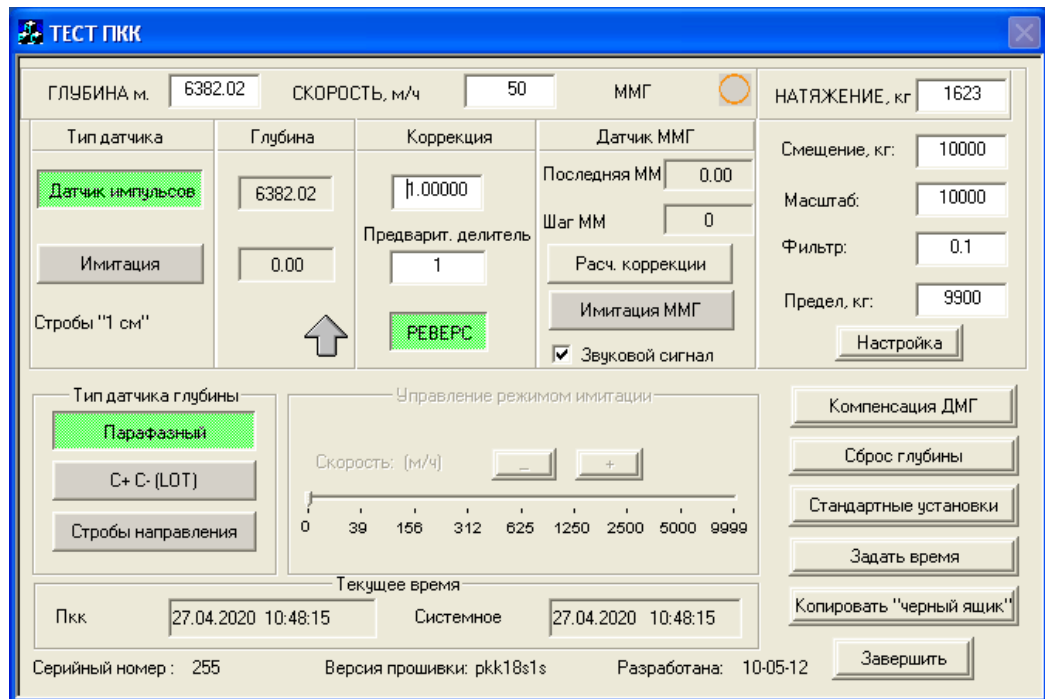 ТЕСТ ПКК
ГЛУБИНА м. 6382.02 СКОРОСТЬ, м/ч 50 ММГ НАТЯЖЕНИЕ, кг 1623
Тип датчика Глубина Коррекция Датчик ММГ
Смещение, кг: 10000
Датчик импульсов 6382.02 1.00000 Последняя ММ 0.00
Масштаб: 10000
Шаг ММ 0
Предварит. делитель
Имитация 0.00 1 Расч. коррекции Фильтр: 0.1
Имитация ММГ Предел, кг: 9900
Стробы "1 см" РЕВЕРС
Звуковой сигнал Настройка
Тип датчика глубины Управление режимом имитации
Парафазный Компенсация ДМГ
Скорость: (м/ч) _ + Сброс глубины
С+ С- (LOT)
Стандартные установки
Стробы направления 0 39 156 312 625 1250 2500 5000 9999
Задать время
Текущее время
Пкк 27.04.2020 10:48:15 Системное 27.04.2020 10:48:15 Копировать "черный ящик"
Серийный номер : 255 Версия прошивки: pkk18s1s Разработана: 10-05-12 Завершить